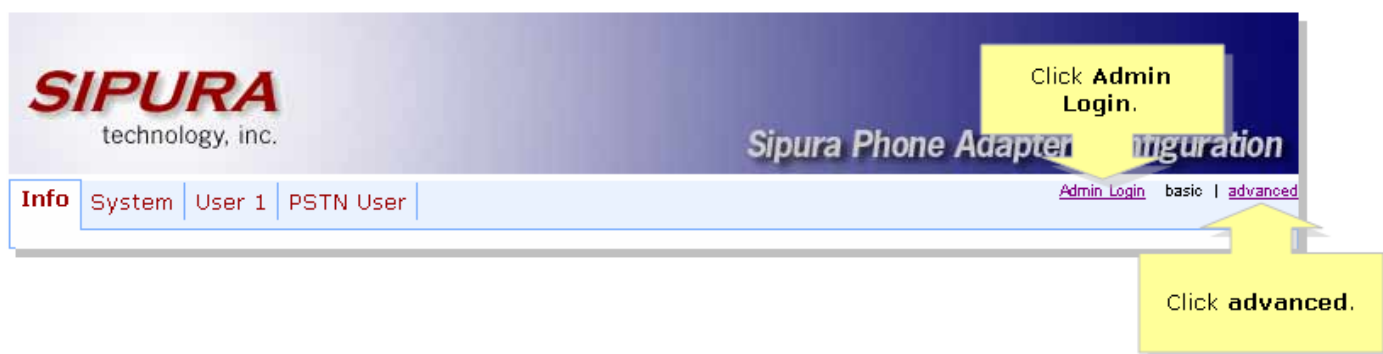 SIPURA
technology, inc.
Click Admin
Login.
Sipura Phone Adapter nfiguration
Info System User 1 PSTN User
Admin Login basic | advanced
Click advanced.